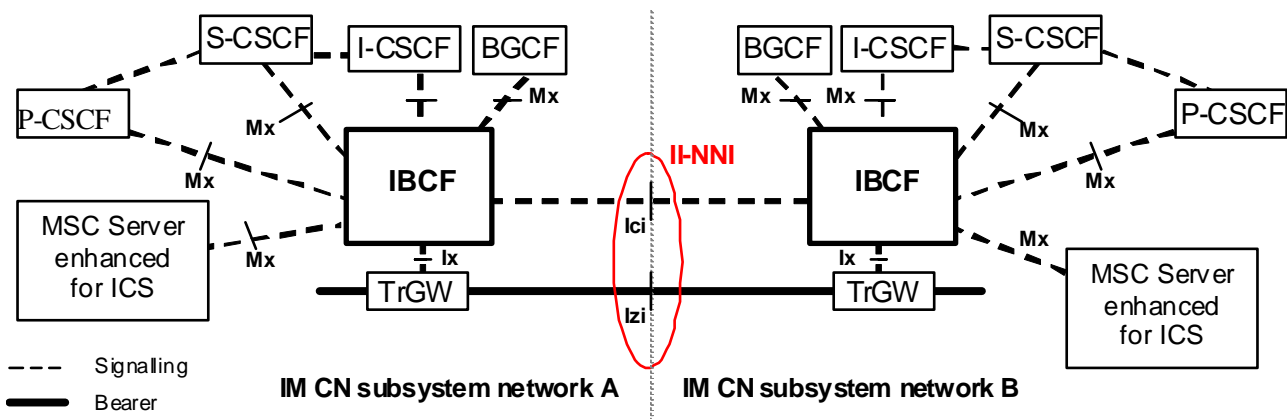 S-CSCF
I-CSCF
BGCF
BGCF
I-CSCF
S-CSCF
P-CSCF
P-CSCF
Mx
Mx
Mx
Mx
Mx
Mx
Mx
II-NNI
IBCF
IBCF
MSC Server
enhanced
for ICS
Mx
Ici
Mx
MSC Server
enhanced
for ICS
Ix
Ix
TrGW
TrGW
Izi
Signalling
Bearer
IM CN subsystem network A
IM CN subsystem network B